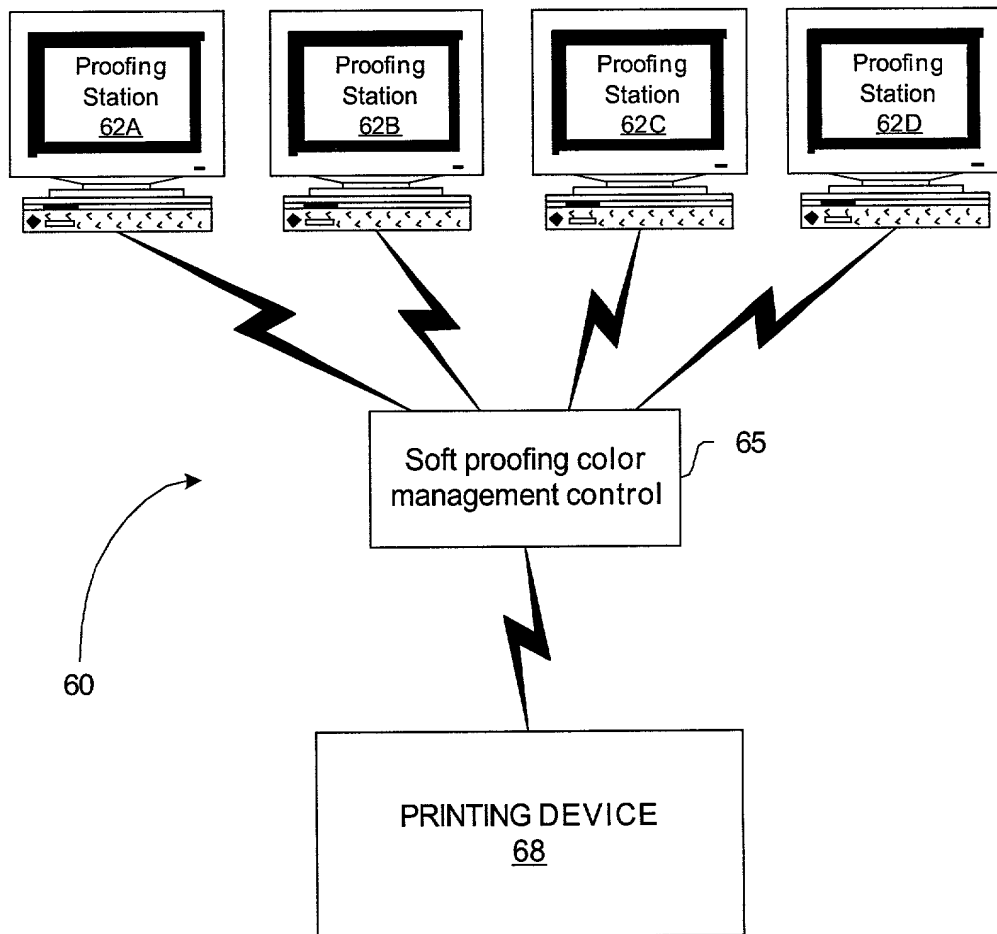 Proofing
Station
62A
Proofing
Station
62B
Proofing
Station
62C
Proofing
Station
62D
Soft proofing color
management control
65
60
PRINTING DEVICE
68